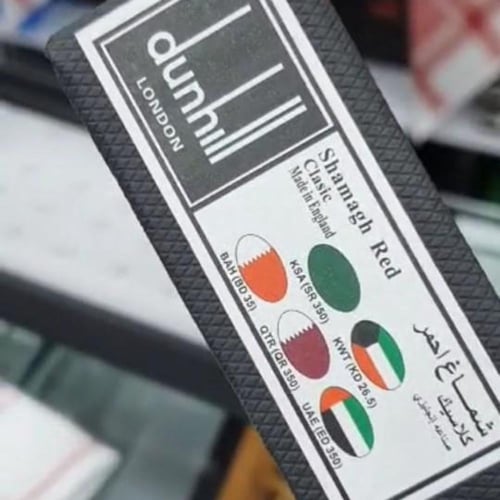 dunhill
LONDON
Shamagh Red
Clasic
Made in England
KSA (SR 350)
BAH (BD 35)
KWT (KD 26.5)
QTR (QR 350)
UAE (ED 350)
شماغ احمر
كلاسيك
صناعة إنجليزي